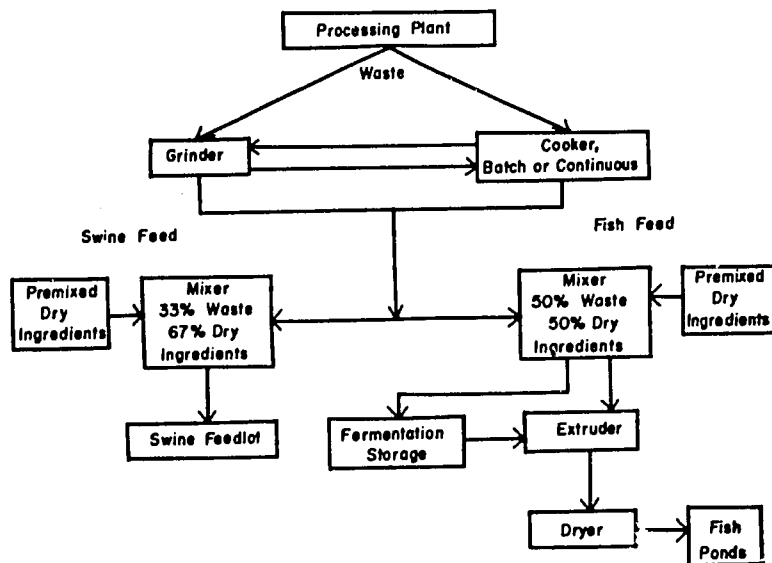 Processing Plant
Waste
Grinder
Cooker,
Batch or Continuous
Swine Feed
Fish Feed
Premixed
Dry
Ingredients
Mixer
33% Waste
67% Dry
Ingredients
Mixer
50% Waste
50% Dry
Ingredients
Premixed
Dry
Ingredients
Swine Feedlot
Fermentation
Storage
Extruder
Dryer
Fish
Ponds